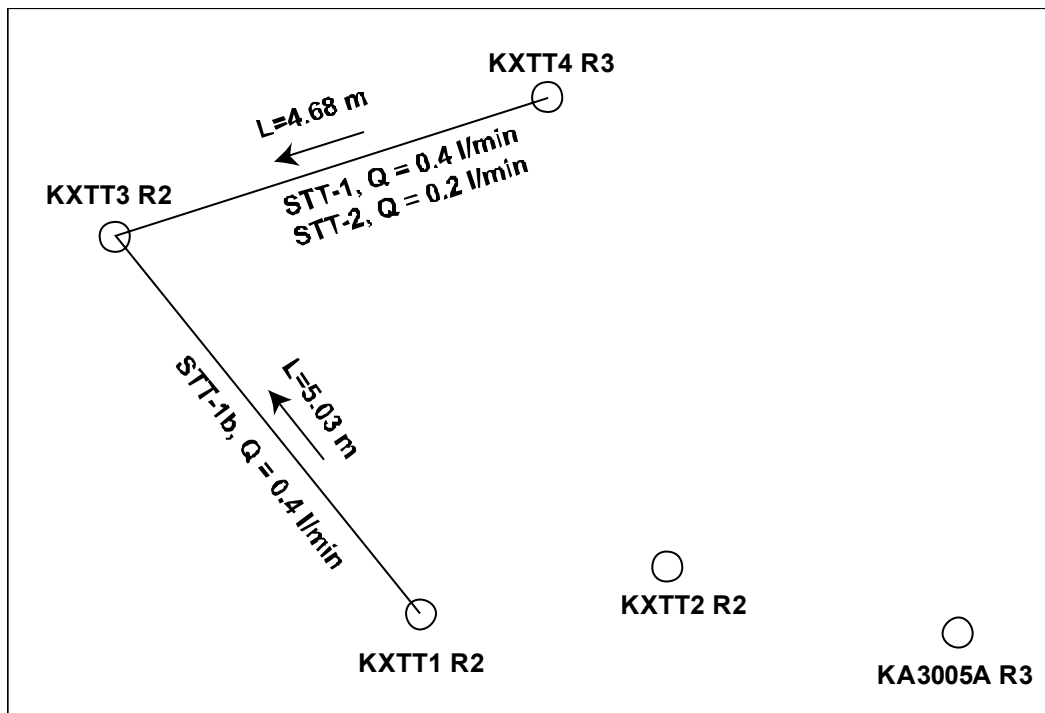 KXTT4 R3
L=4.68 m
STT-1, Q = 0.4 l/min
STT-2, Q = 0.2 l/min
KXTT3 R2
L=5.03 m
STT-1b, Q = 0.4 l/min
KXTT2 R2
KXTT1 R2
KA3005A R3